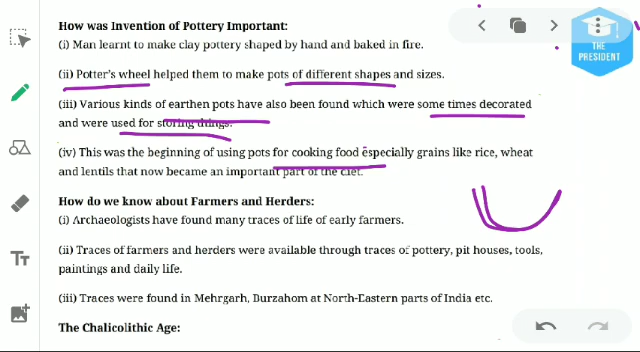 How was Invention of Pottery Important:
(i) Man learnt to make clay pottery shaped by hand and baked in fire.
(ii) Potter's wheel helped them to make pots of different shapes and sizes.
(iii) Various kinds of earthen pots have also been found which were some times decorated
and were used for storing things.
(iv) This was the beginning of using pots for cooking food especially grains like rice, wheat
and lentils that now became an important part of the diet.
How do we know about Farmers and Herders:
(i) Archaeologists have found many traces of life of early farmers.
(ii) Traces of farmers and herders were available through traces of pottery, pit houses, tools,
paintings and daily life.
(iii) Traces were found in Mehrgarh, Burzahom at North-Eastern parts of India etc.
The Chalicolithic Age:
THE
PRESIDENT
TT